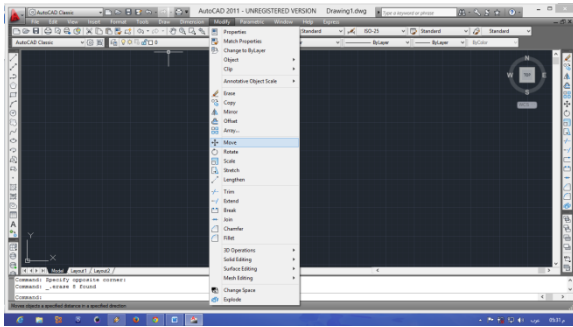 AutoCAD Classic
AutoCAD 2011 - UNREGISTERED VERSION Drawing1.dwg
Type a keyword or phrase
File Edit View Insert Format Tools Draw Dimension Modify Parametric Window Help Express
Standard ISO-25 Standard Standard
AutoCAD Classic
0
ByLayer ByLayer ByColor
Properties
Match Properties
Change to ByLayer
Object
Clip
Annotative Object Scale
Erase
Copy
Mirror
Offset
Array...
Move
Rotate
Scale
Stretch
Lengthen
Trim
Extend
Break
Join
Chamfer
Fillet
3D Operations
Solid Editing
Surface Editing
Mesh Editing
Change Space
Explode
N
W TOP E
S
WCS
Y
X
Model Layout1 Layout2
Command: Specify opposite corner:
Command: _.erase 8 found
Command:
Moves objects a specified distance in a specified direction